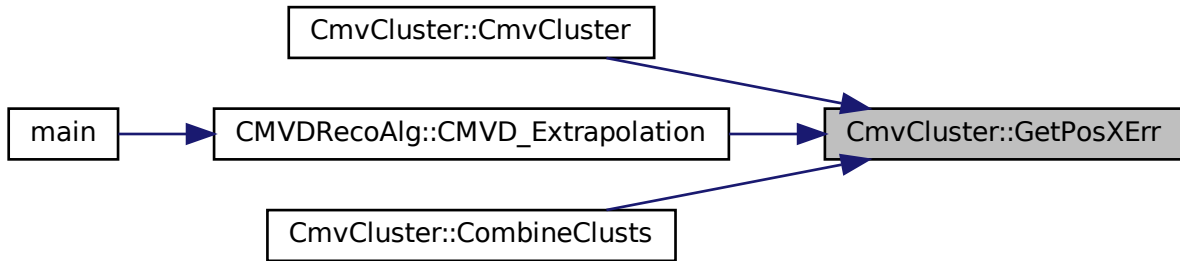 CmvCluster::CmvCluster
main
CMVDRecoAlg::CMVD_Extrapolation
CmvCluster::GetPosXErr
CmvCluster::CombineClusts